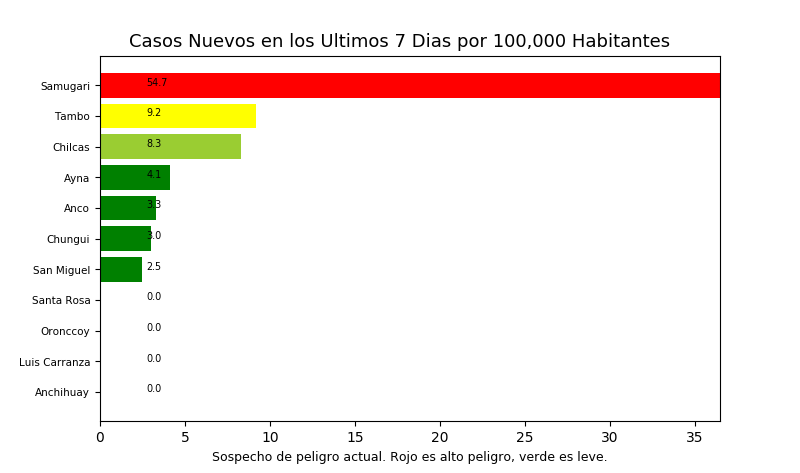 Casos Nuevos en los Ultimos 7 Dias por 100,000 Habitantes
Samugari 54.7
Tambo 9.2
Chilcas 8.3
Ayna 4.1
Anco 3.3
Chungui 3.0
San Miguel 2.5
Santa Rosa 0.0
Oronccoy 0.0
Luis Carranza 0.0
Anchihuay 0.0
0 5 10 15 20 25 30 35
Sospecho de peligro actual. Rojo es alto peligro, verde es leve.